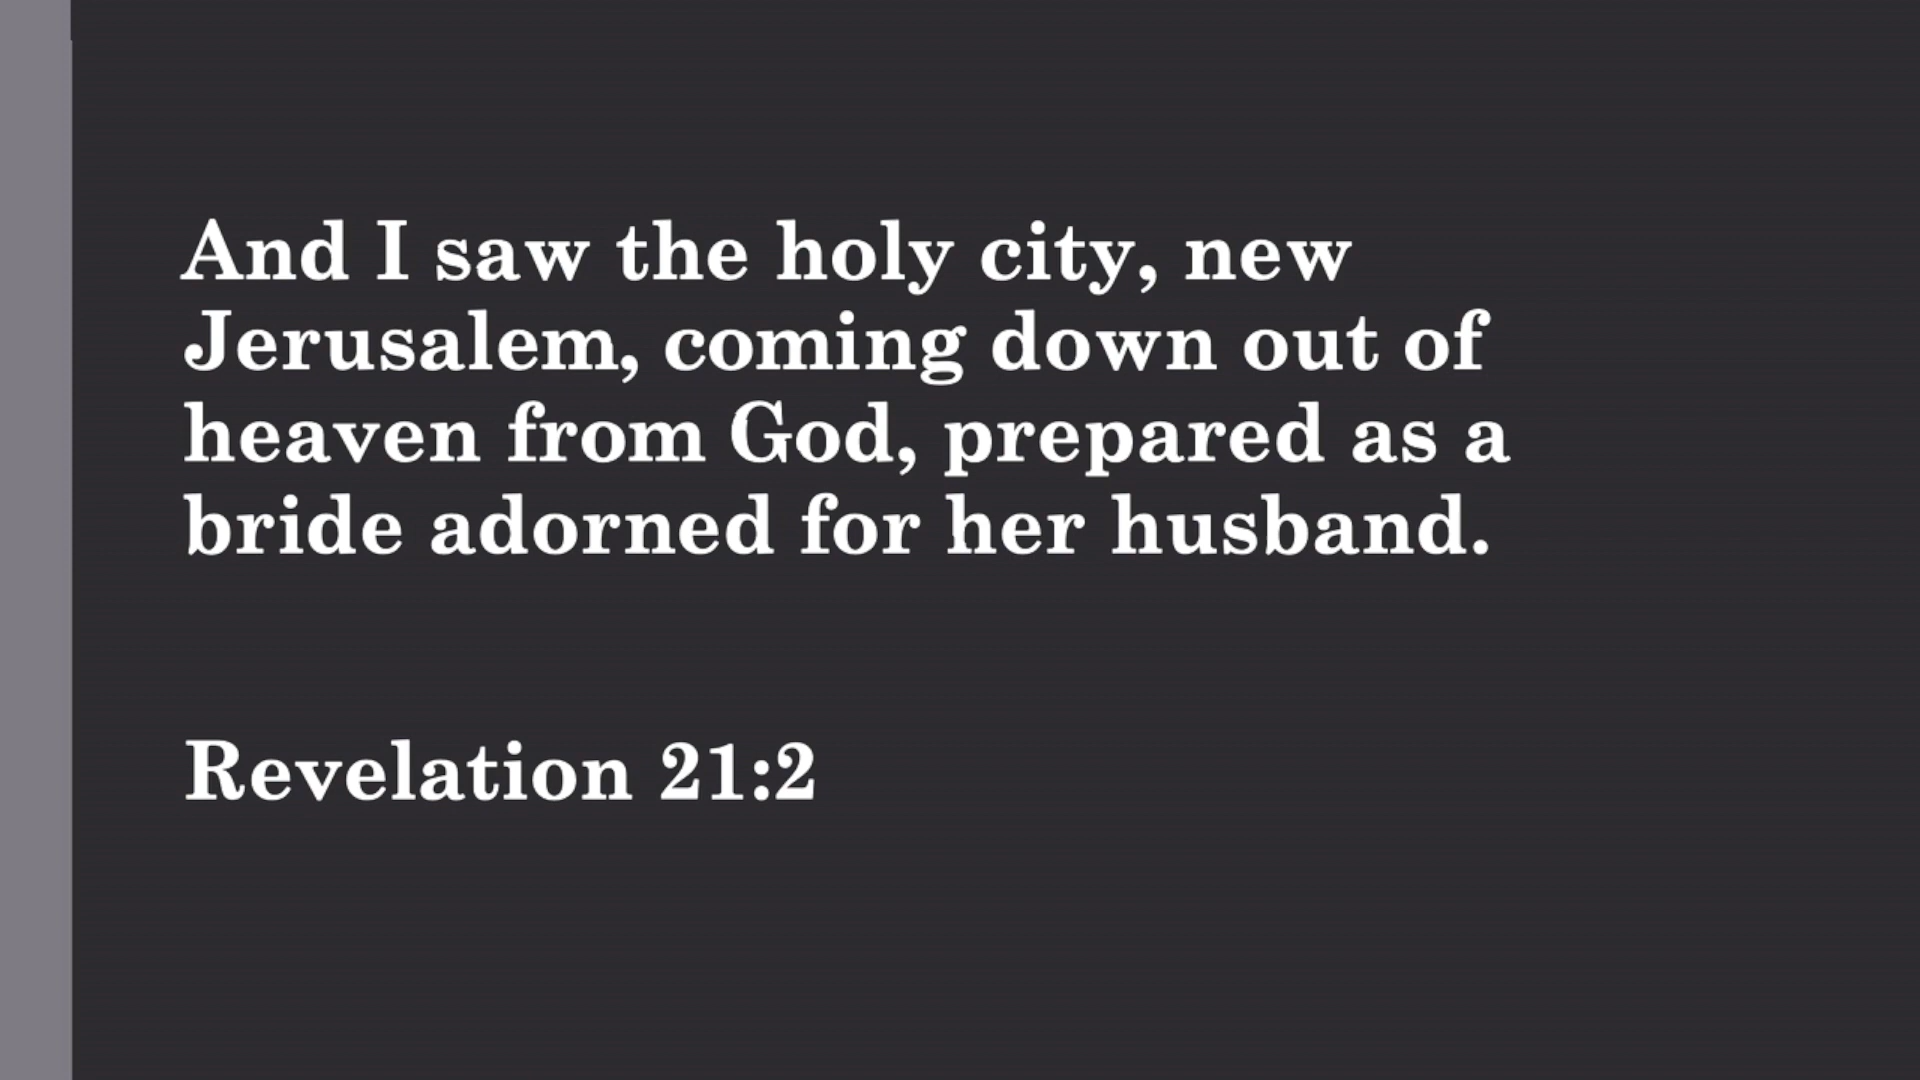 And I saw the holy city, new
Jerusalem, coming down out of
heaven from God, prepared as a
bride adorned for her husband.
Revelation 21:2